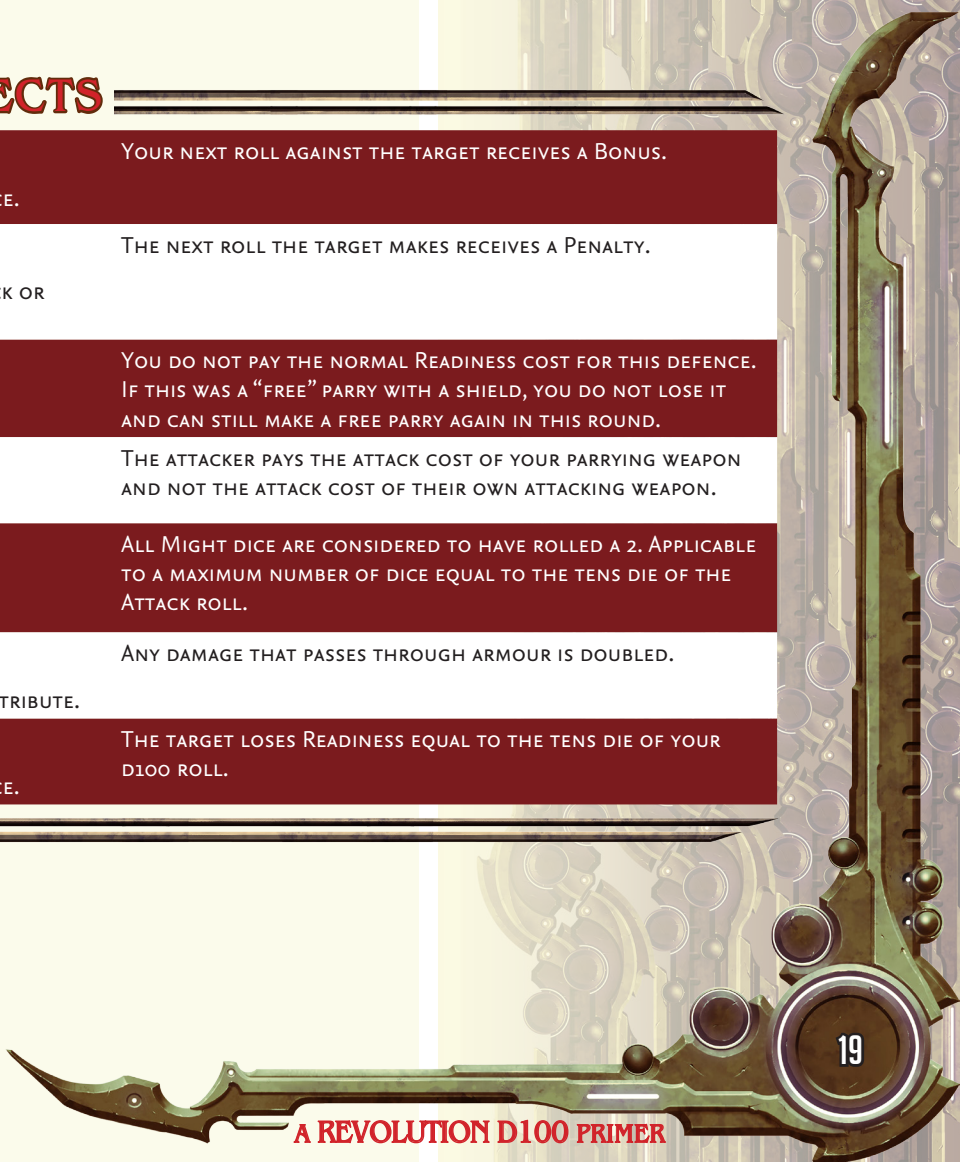 ECTS
Your next roll against the target receives a Bonus.
ce.
The next roll the target makes receives a Penalty.
ck or
You do not pay the normal Readiness cost for this defence.
If this was a “free” parry with a shield, you do not lose it
and can still make a free parry again in this round.
The attacker pays the attack cost of your parrying weapon
and not the attack cost of their own attacking weapon.
All Might dice are considered to have rolled a 2. Applicable
to a maximum number of dice equal to the tens die of the
Attack roll.
Any damage that passes through armour is doubled.
tribute.
The target loses Readiness equal to the tens die of your
d100 roll.
ce.
19
A REVOLUTION D100 PRIMER